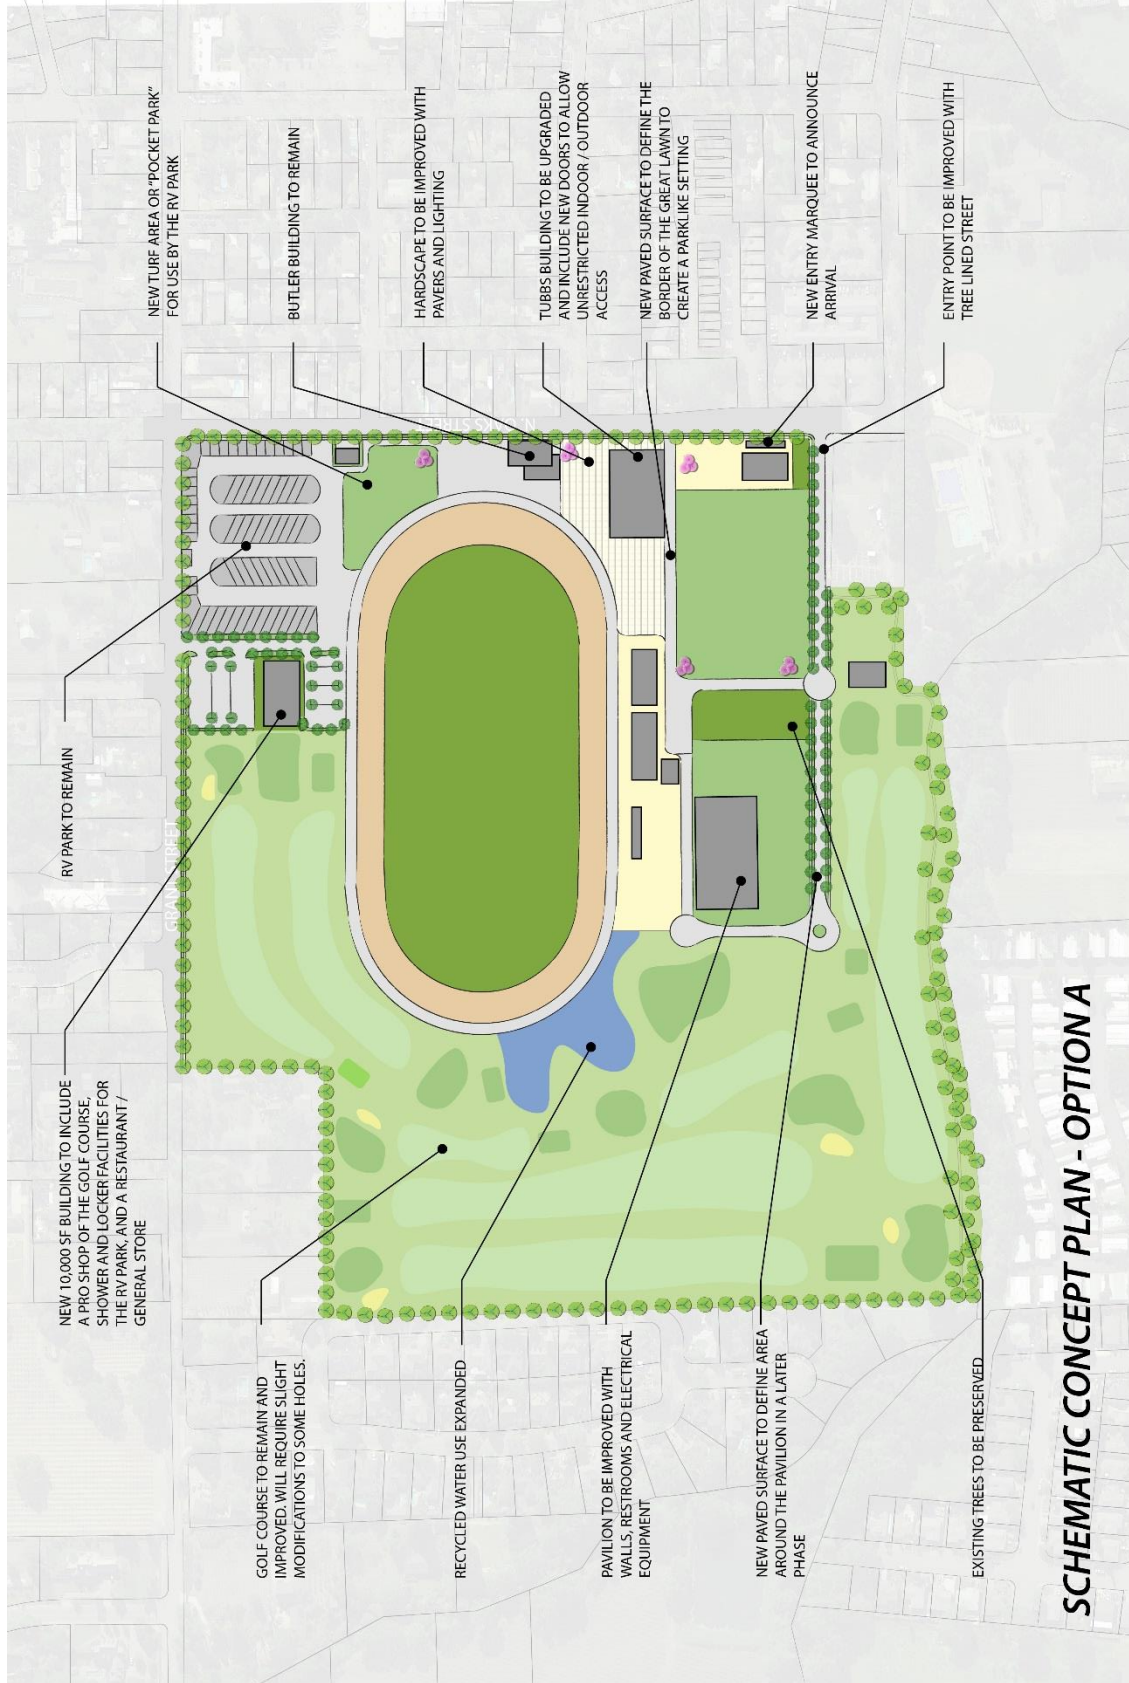 NEW 10,000 SF BUILDING TO INCLUDE
A PRO SHOP OF THE GOLF COURSE,
SHOWER AND LOCKER FACILITIES FOR
THE RV PARK, AND A RESTAURANT /
GENERAL STORE
RV PARK TO REMAIN
NEW TURF AREA OR "POCKET PARK"
FOR USE BY THE RV PARK
GRANT STREET
GOLF COURSE TO REMAIN AND
IMPROVED. WILL REQUIRE SLIGHT
MODIFICATIONS TO SOME HOLES.
BUTLER BUILDING TO REMAIN
HARDSCAPE TO BE IMPROVED WITH
PAVERS AND LIGHTING
OAKS STREET
RECYCLED WATER USE EXPANDED
TUBBS BUILDING TO BE UPGRADED
AND INCLUDE NEW DOORS TO ALLOW
UNRESTRICTED INDOOR / OUTDOOR
ACCESS
PAVILION TO BE IMPROVED WITH
WALLS, RESTROOMS AND ELECTRICAL
EQUIPMENT
NEW PAVED SURFACE TO DEFINE THE
BORDER OF THE GREAT LAWN TO
CREATE A PARKLIKE SETTING
NEW PAVED SURFACE TO DEFINE AREA
AROUND THE PAVILION IN A LATER
PHASE
NEW ENTRY MARQUEE TO ANNOUNCE
ARRIVAL
EXISTING TREES TO BE PRESERVED
ENTRY POINT TO BE IMPROVED WITH
TREE LINED STREET
SCHEMATIC CONCEPT PLAN - OPTION A